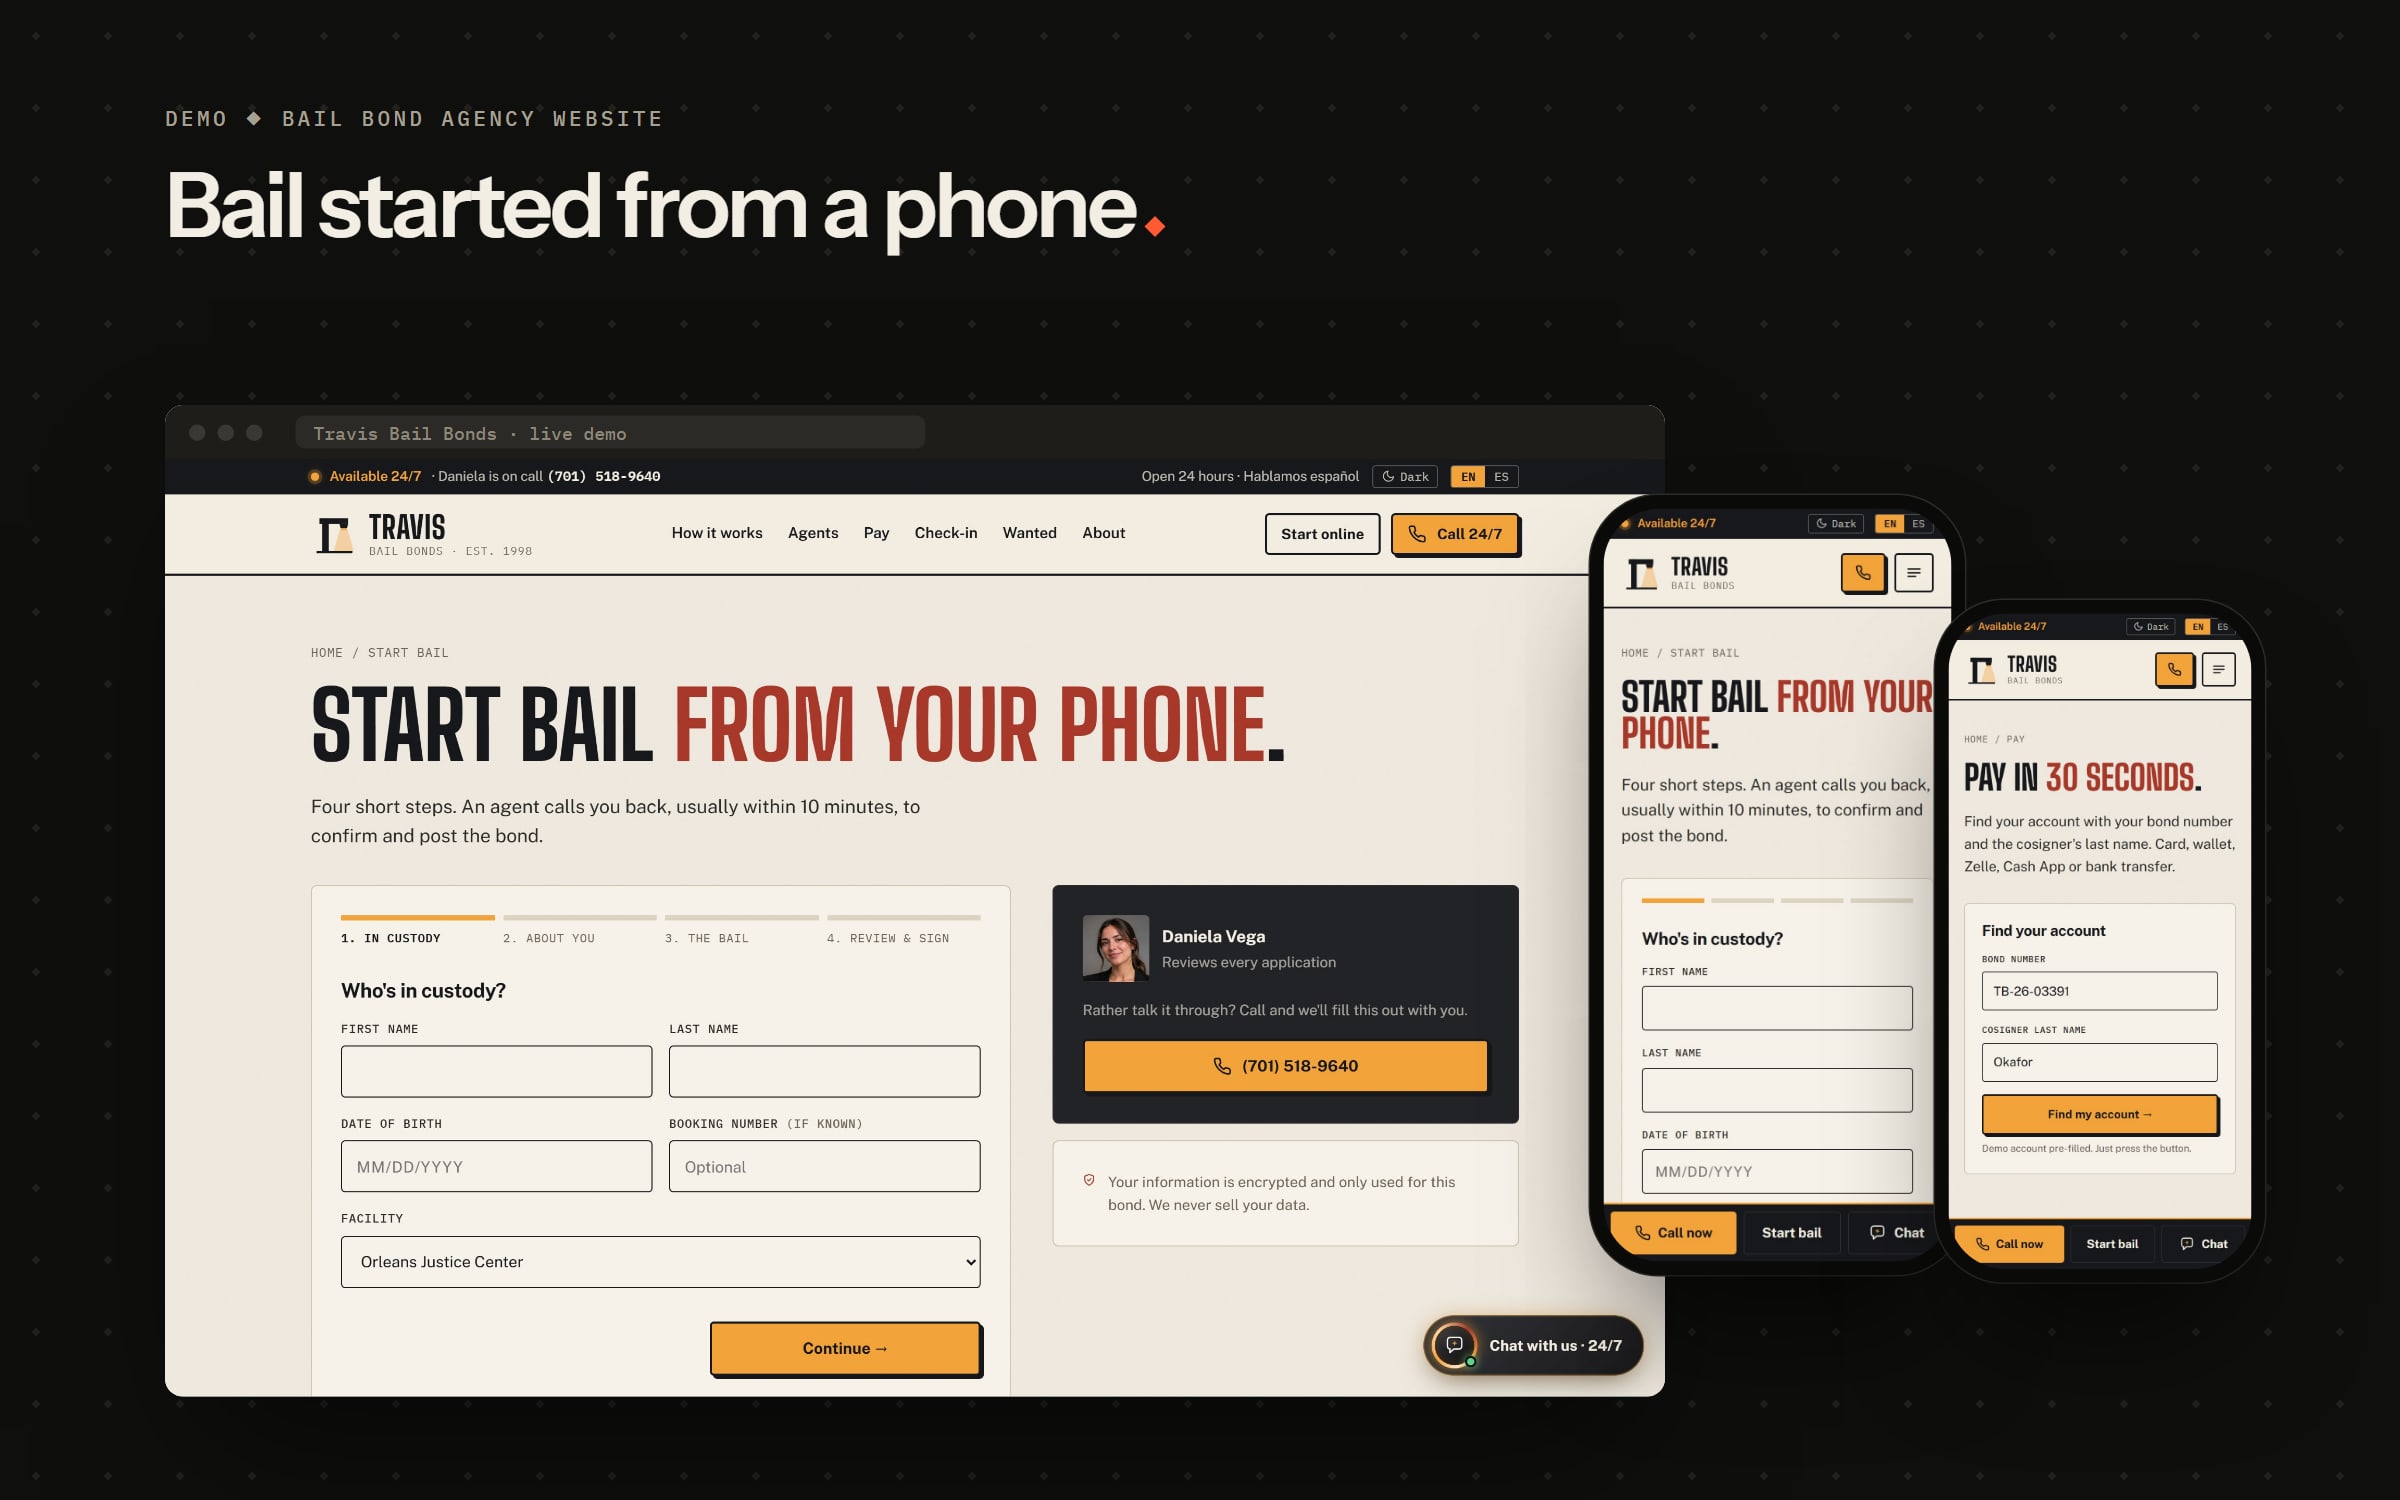 DEMO ◆ BAIL BOND AGENCY WEBSITE
Bail started from a phone
Travis Bail Bonds · live demo
Available 24/7 · Daniela is on call (701) 518-9640
Open 24 hours · Hablamos español Dark EN ES
TRAVIS
BAIL BONDS · EST. 1998
How it works Agents Pay Check-in Wanted About
Start online Call 24/7
HOME / START BAIL
START BAIL FROM YOUR PHONE.
Four short steps. An agent calls you back, usually within 10 minutes, to
confirm and post the bond.
1. IN CUSTODY 2. ABOUT YOU 3. THE BAIL 4. REVIEW & SIGN
Who's in custody?
FIRST NAME LAST NAME
DATE OF BIRTH BOOKING NUMBER (IF KNOWN)
MM/DD/YYYY Optional
FACILITY
Orleans Justice Center
Continue →
Daniela Vega
Reviews every application
Rather talk it through? Call and we'll fill this out with you.
(701) 518-9640
Your information is encrypted and only used for this
bond. We never sell your data.
Chat with us · 24/7
Available 24/7 Dark EN ES
TRAVIS
BAIL BONDS
HOME / START BAIL
START BAIL FROM YOUR
PHONE.
Four short steps. An agent calls you back,
usually within 10 minutes, to confirm and
post the bond.
Who's in custody?
FIRST NAME
LAST NAME
DATE OF BIRTH
MM/DD/YYYY
Call now Start bail Chat
Available 24/7 Dark EN ES
TRAVIS
BAIL BONDS
HOME / PAY
PAY IN 30 SECONDS.
Find your account with your bond number
and the cosigner's last name. Card, wallet,
Zelle, Cash App or bank transfer.
Find your account
BOND NUMBER
TB-26-03391
COSIGNER LAST NAME
Okafor
Find my account →
Demo account pre-filled. Just press the button.
Call now Start bail Chat